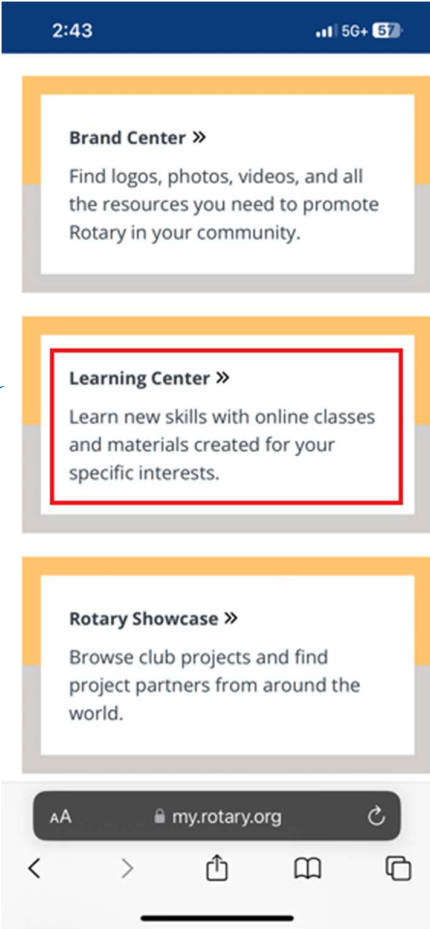 2:43 5G+ 57
Brand Center »
Find logos, photos, videos, and all
the resources you need to promote
Rotary in your community.
Learning Center »
Learn new skills with online classes
and materials created for your
specific interests.
Rotary Showcase »
Browse club projects and find
project partners from around the
world.
AA my.rotary.org